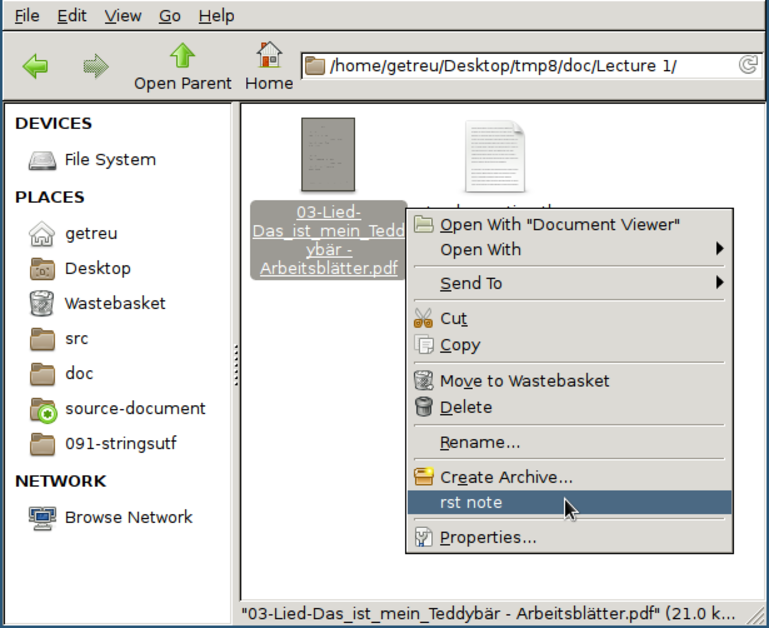 File Edit View Go Help
Open Parent Home /home/getreu/Desktop/tmp8/doc/Lecture 1/
DEVICES
File System
PLACES
getreu
Desktop
Wastebasket
src
doc
source-document
091-stringsutf
NETWORK
Browse Network
03-Lied-
Das_ist_mein_Tedd
ybär -
Arbeitsblätter.pdf
Open With "Document Viewer"
Open With
Send To
Cut
Copy
Move to Wastebasket
Delete
Rename...
Create Archive...
rst note
Properties...
"03-Lied-Das_ist_mein_Teddybär - Arbeitsblätter.pdf" (21.0 k...